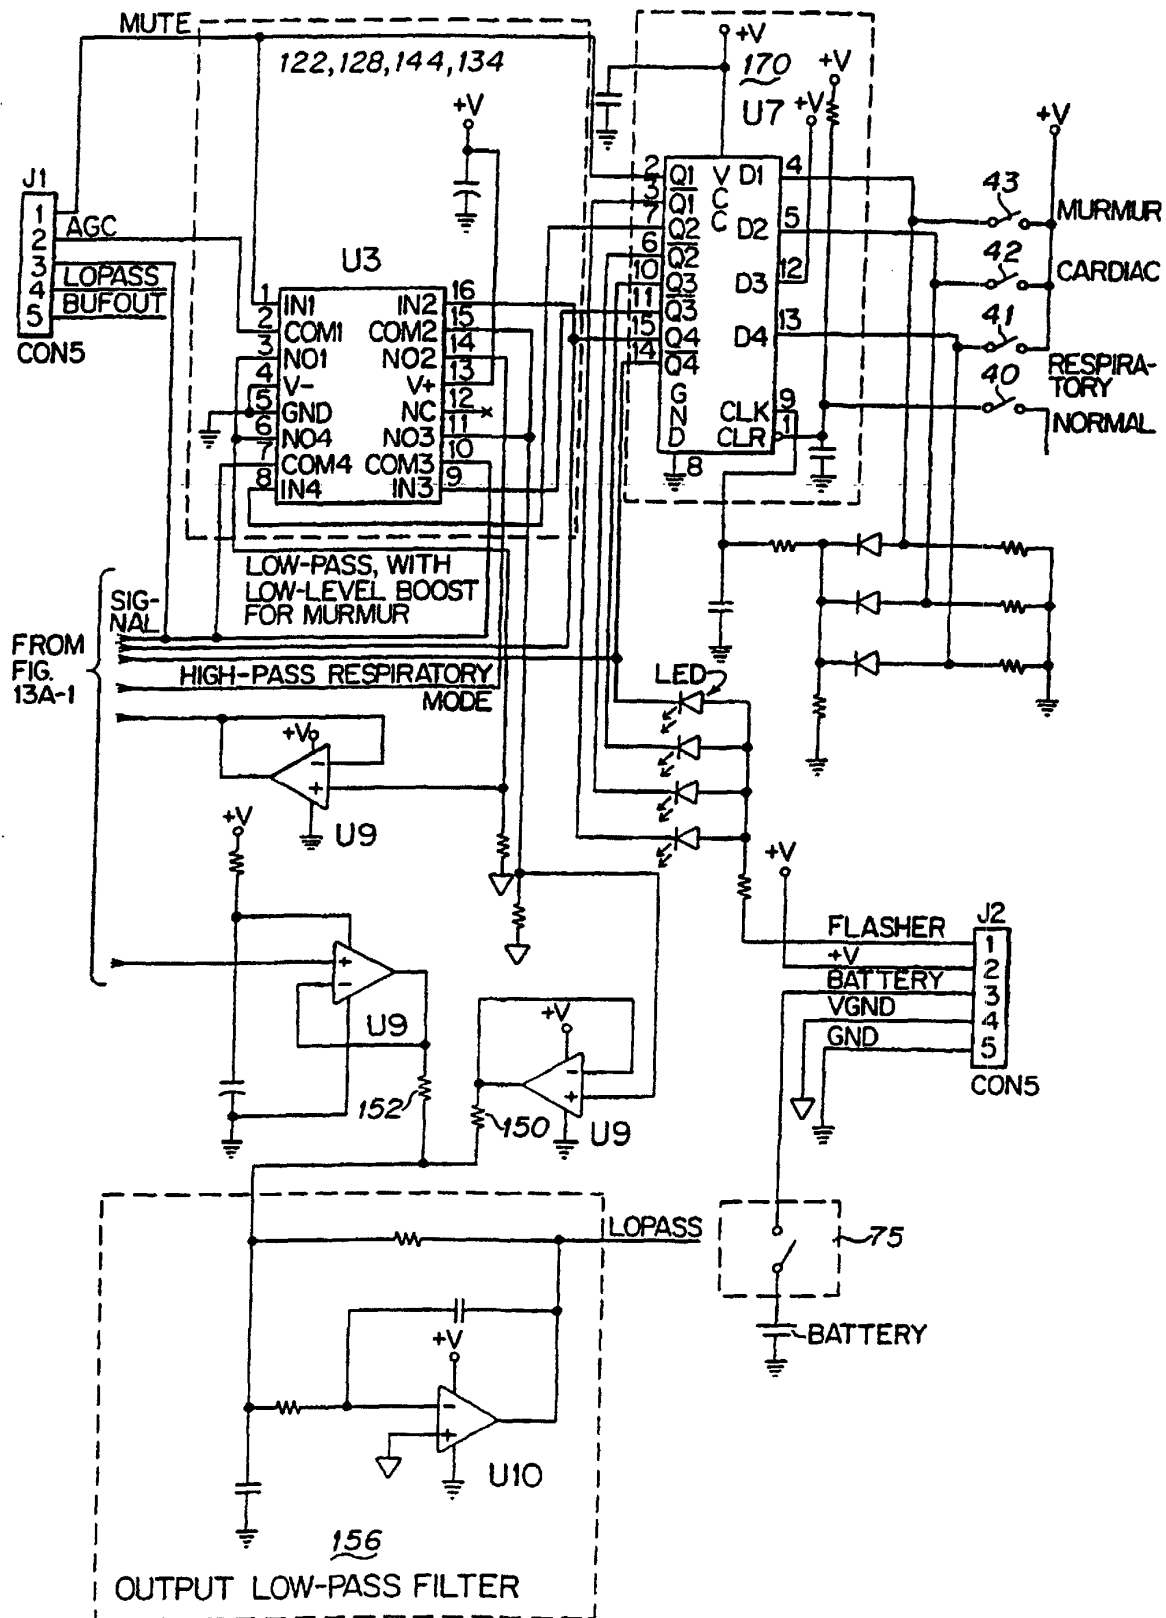 MUTE
122,128,144,134
+V
170
+V
U7
+V
+V
+V
J1
1
2
3
4
5
CON5
AGC
LOPASS
BUFOUT
U3
1 IN1
2 COM1
3 NO1
4 V-
5 GND
6 NO4
7 COM4
8 IN4
IN2 16
COM2 15
NO2 14
V+ 13
NC 12
NO3 11
COM3 10
IN3 9
2 Q1
3 Q1
7 Q2
6 Q2
10 Q3
11 Q3
15 Q4
14 Q4
VCC
GND
8
D1 4
D2 5
D3 12
D4 13
CLK 9
CLR 1
43
MURMUR
42
CARDIAC
41
RESPIRA-
TORY
40
NORMAL
LOW-PASS, WITH
LOW-LEVEL BOOST
FOR MURMUR
SIG-
NAL
FROM
FIG.
13A-1
HIGH-PASS RESPIRATORY
MODE
LED
+V
-
+
U9
+V
+
-
U9
152
+V
-
+
U9
150
+V
FLASHER
+V
BATTERY
VGND
GND
J2
1
2
3
4
5
CON5
LOPASS
75
BATTERY
+V
-
+
U10
156
OUTPUT LOW-PASS FILTER